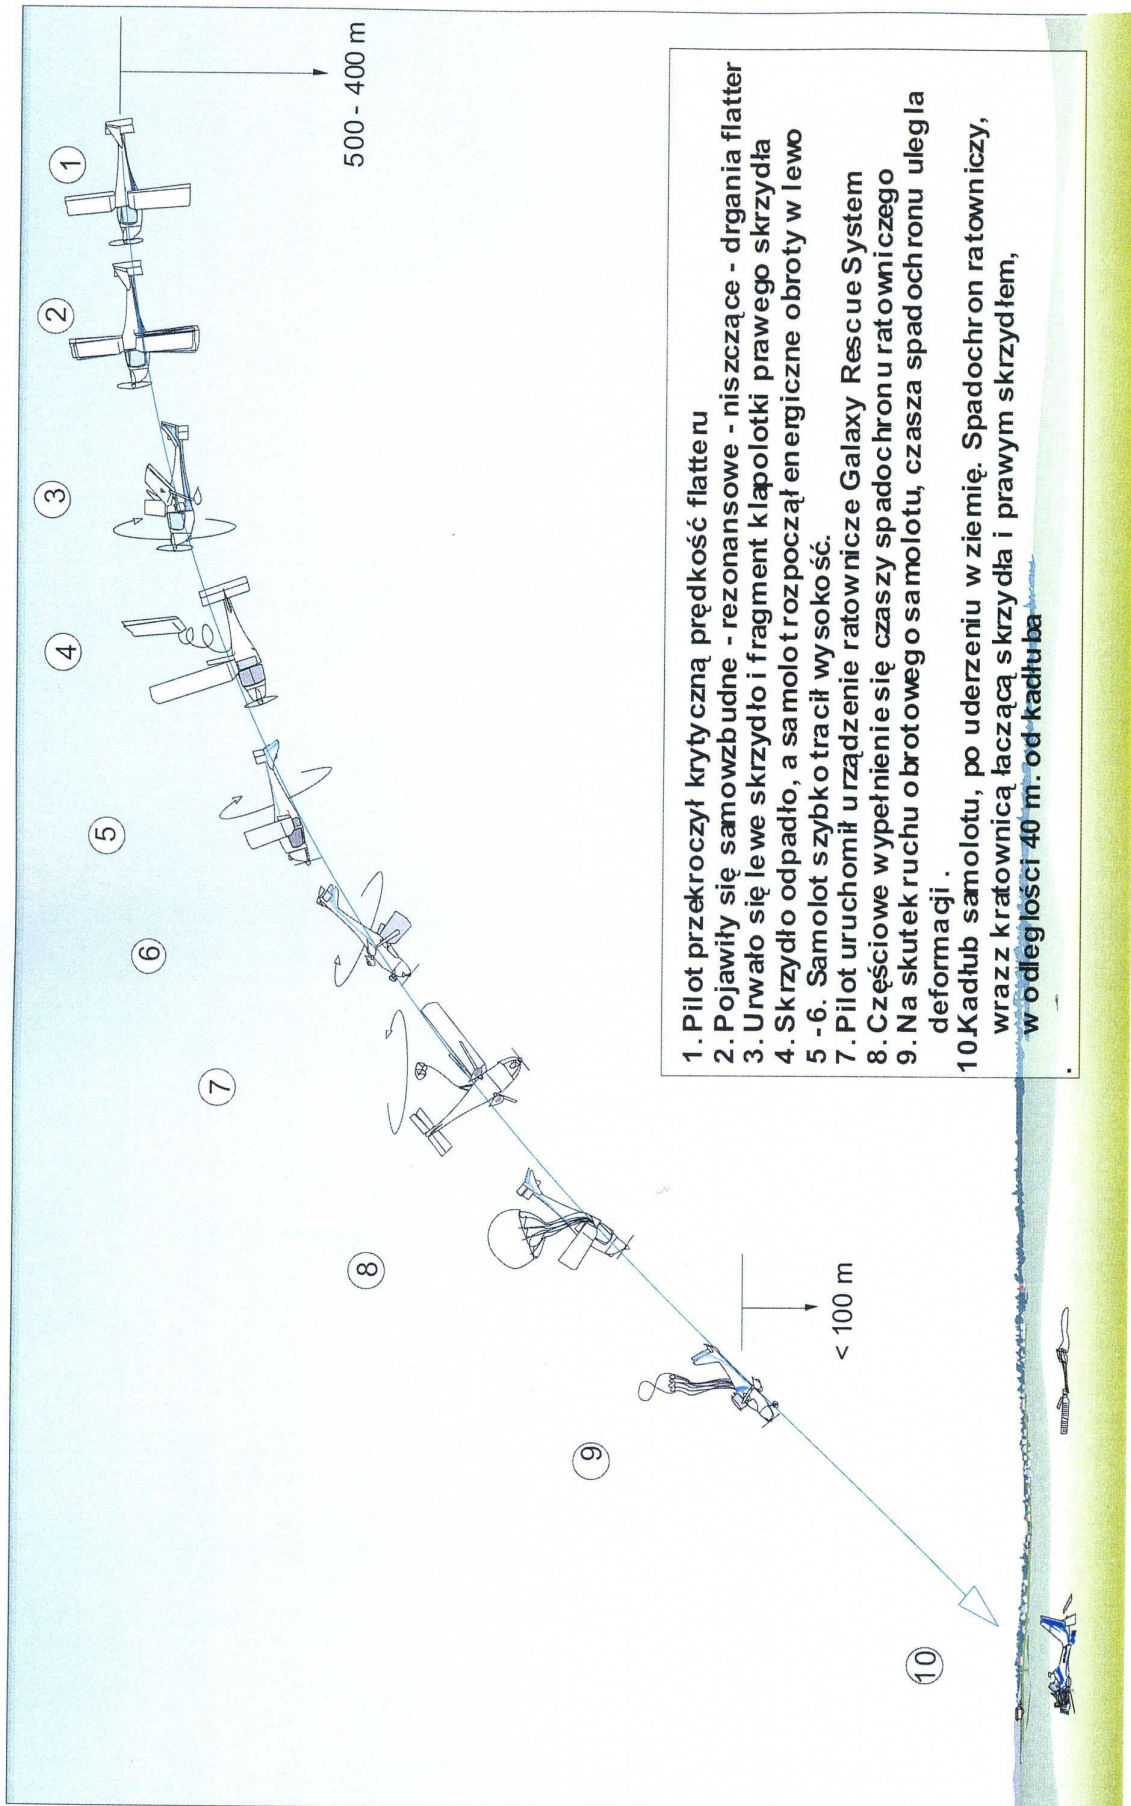 1
2
3
4
5
6
7
8
9
10
500 - 400 m
< 100 m
1. Pilot przekroczył krytyczną prędkość flatteru
2. Pojawiły się samowzbudne - rezonansowe - niszczące - drgania flatter
3. Urwało się lewe skrzydło i fragment klapolotki prawego skrzydła
4. Skrzydło odpadło, a samolot rozpoczął energiczne obroty w lewo
5 -6. Samolot szybko tracił wysokość.
7. Pilot uruchomił urządzenie ratownicze Galaxy Rescue System
8. Częściowe wypełnienie się czaszy spadochronu ratowniczego
9. Na skutek ruchu obrotowego samolotu, czasza spadochronu uległa
deformacji .
10.Kadłub samolotu, po uderzeniu w ziemię. Spadochron ratowniczy,
wraz z kratownicą łaczącą skrzydła i prawym skrzydłem,
w odległości 40 m. od kadłuba
.